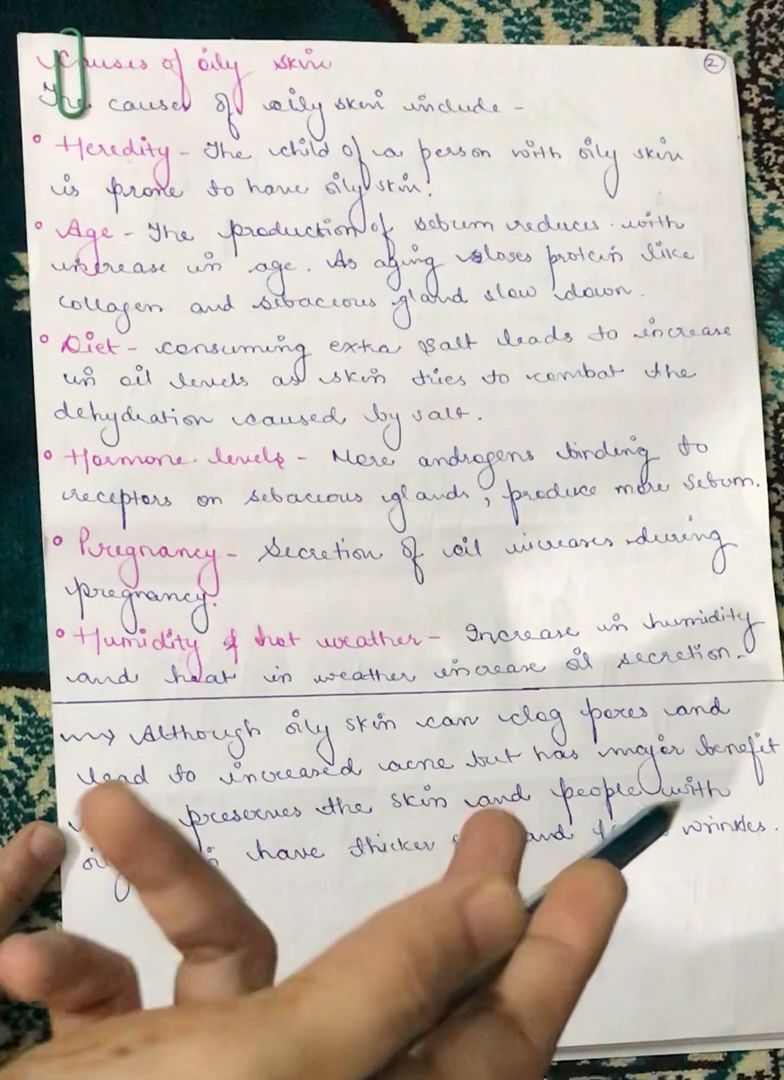 Causes of oily skin
2
The causes of oily skin include -
Heredity - The child of a person with oily skin
is prone to have oily skin.
Age - The production of sebum reduces with
increase in age. As aging loses protein like
collagen and sebacious gland slow down.
Diet - consuming extra salt leads to increase
in oil levels as skin tries to combat the
dehydration caused by salt.
Hormone levels - More androgens binding to
receptors on sebacious glands, produce more sebum.
Pregnancy - Secretion of oil increases during
pregnancy.
Humidity & hot weather - Increase in humidity
and heat in weather increase oil secretion.
Although oily skin can clog pores and
lead to increased acne but has major benefit
preserves the skin and people with
have thicker and wrinkles.